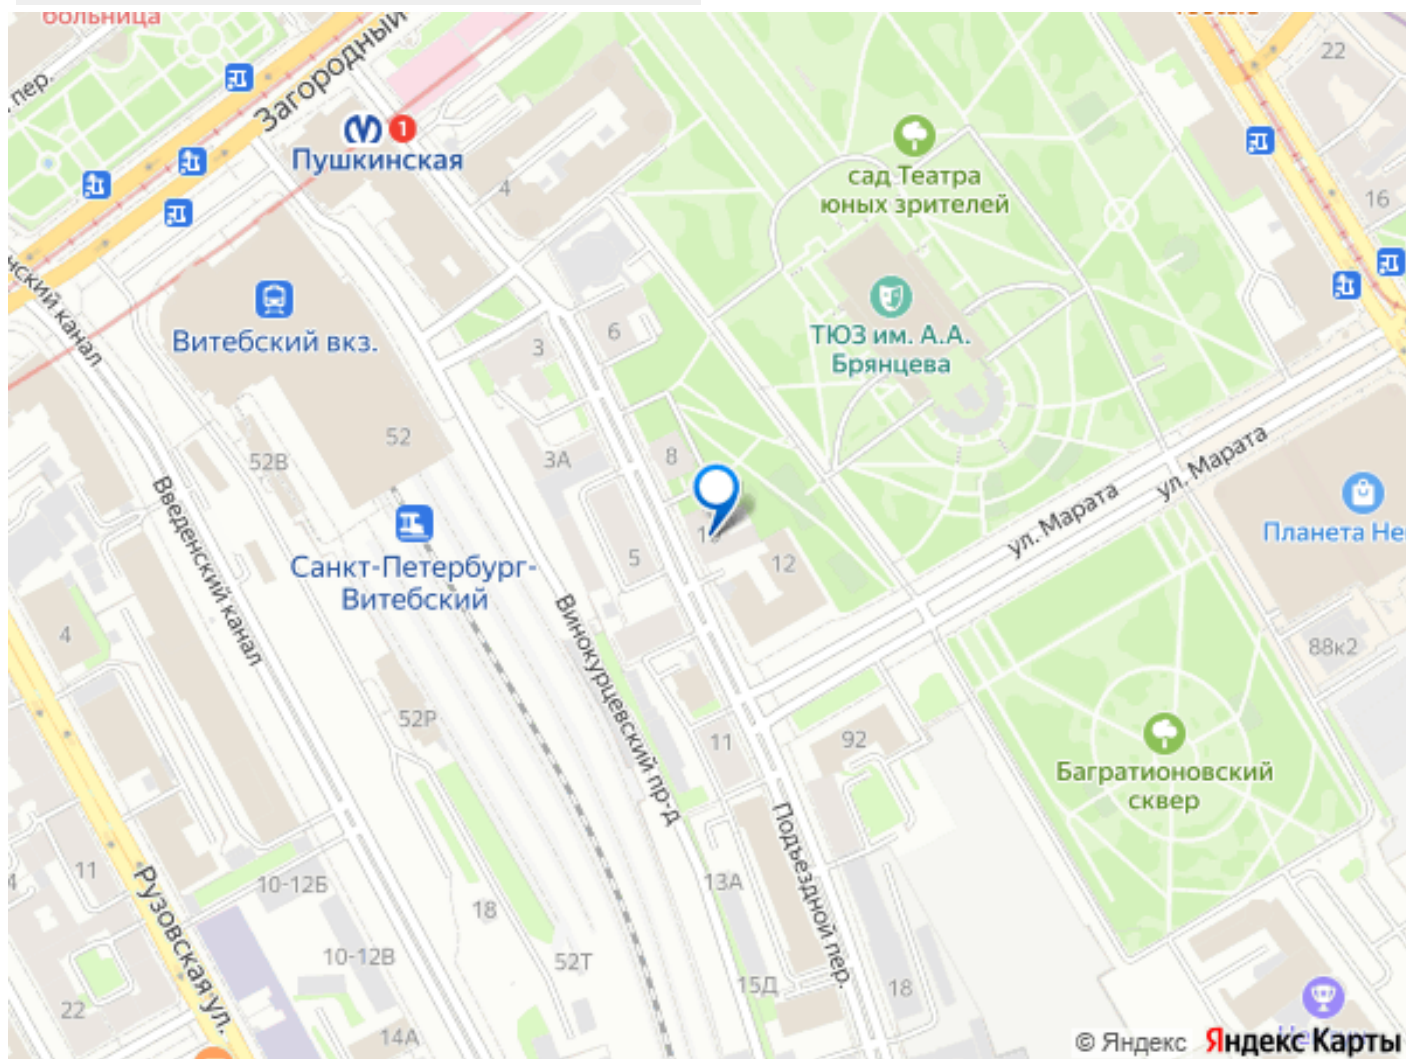 больница
22
пер.
Загородный
1
Пушкинская
4
сад Театра
юных зрителей
16
Витебский вкз.
ТЮЗ им. А.А.
Брянцева
6
3
52
52В
3А
8
ул. Марата
ул. Марата
Планета
Введенский канал
Санкт-Петербург-
Витебский
5
12
Винокурцевский пр-д
4
88к2
52Р
11
92
Багратионовский
сквер
Подъездной пер.
11
10-12Б
13А
18
Рузовская ул.
10-12В
52Т
15Д
18
22
14А
© Яндекс
Яндекс Карты